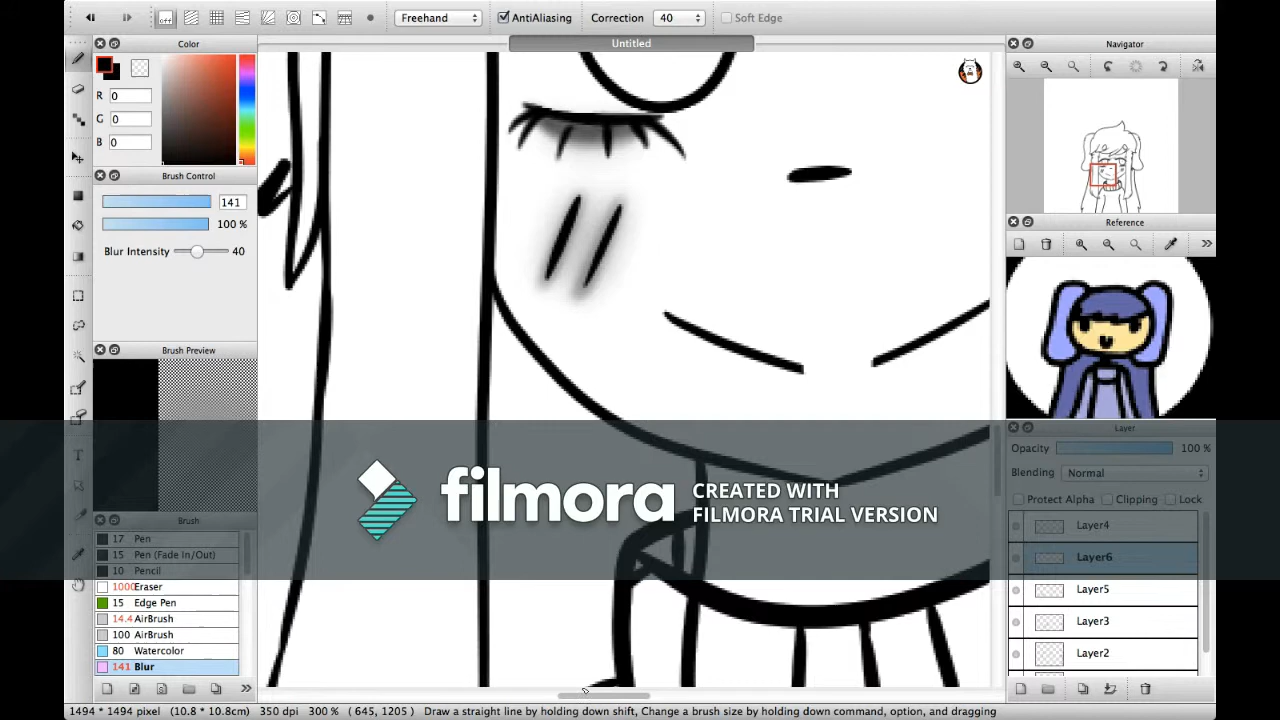 off
Freehand
AntiAliasing
Correction
40
Soft Edge
Color
Untitled
Navigator
R 0
G 0
B 0
Brush Control
141
100 %
Blur Intensity 40
Reference
Brush Preview
Layer
Opacity 100 %
Blending Normal
Protect Alpha Clipping Lock
filmora
CREATED WITH
FILMORA TRIAL VERSION
Layer4
Layer6
Layer5
Layer3
Layer2
Brush
17 Pen
15 Pen (Fade In/Out)
10 Pencil
1000 Eraser
15 Edge Pen
14.4 AirBrush
100 AirBrush
80 Watercolor
141 Blur
1494 * 1494 pixel (10.8 * 10.8cm) 350 dpi 300 % ( 645, 1205 ) Draw a straight line by holding down shift, Change a brush size by holding down command, option, and dragging